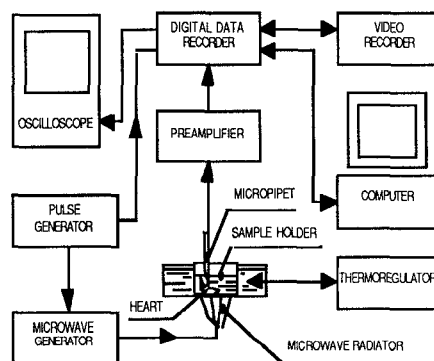 DIGITAL DATA
RECORDER
VIDEO
RECORDER
OSCILLOSCOPE
PREAMPLIFIER
MICROPIPET
COMPUTER
PULSE
GENERATOR
SAMPLE HOLDER
THERMOREGULATOR
HEART
MICROWAVE
GENERATOR
MICROWAVE RADIATOR